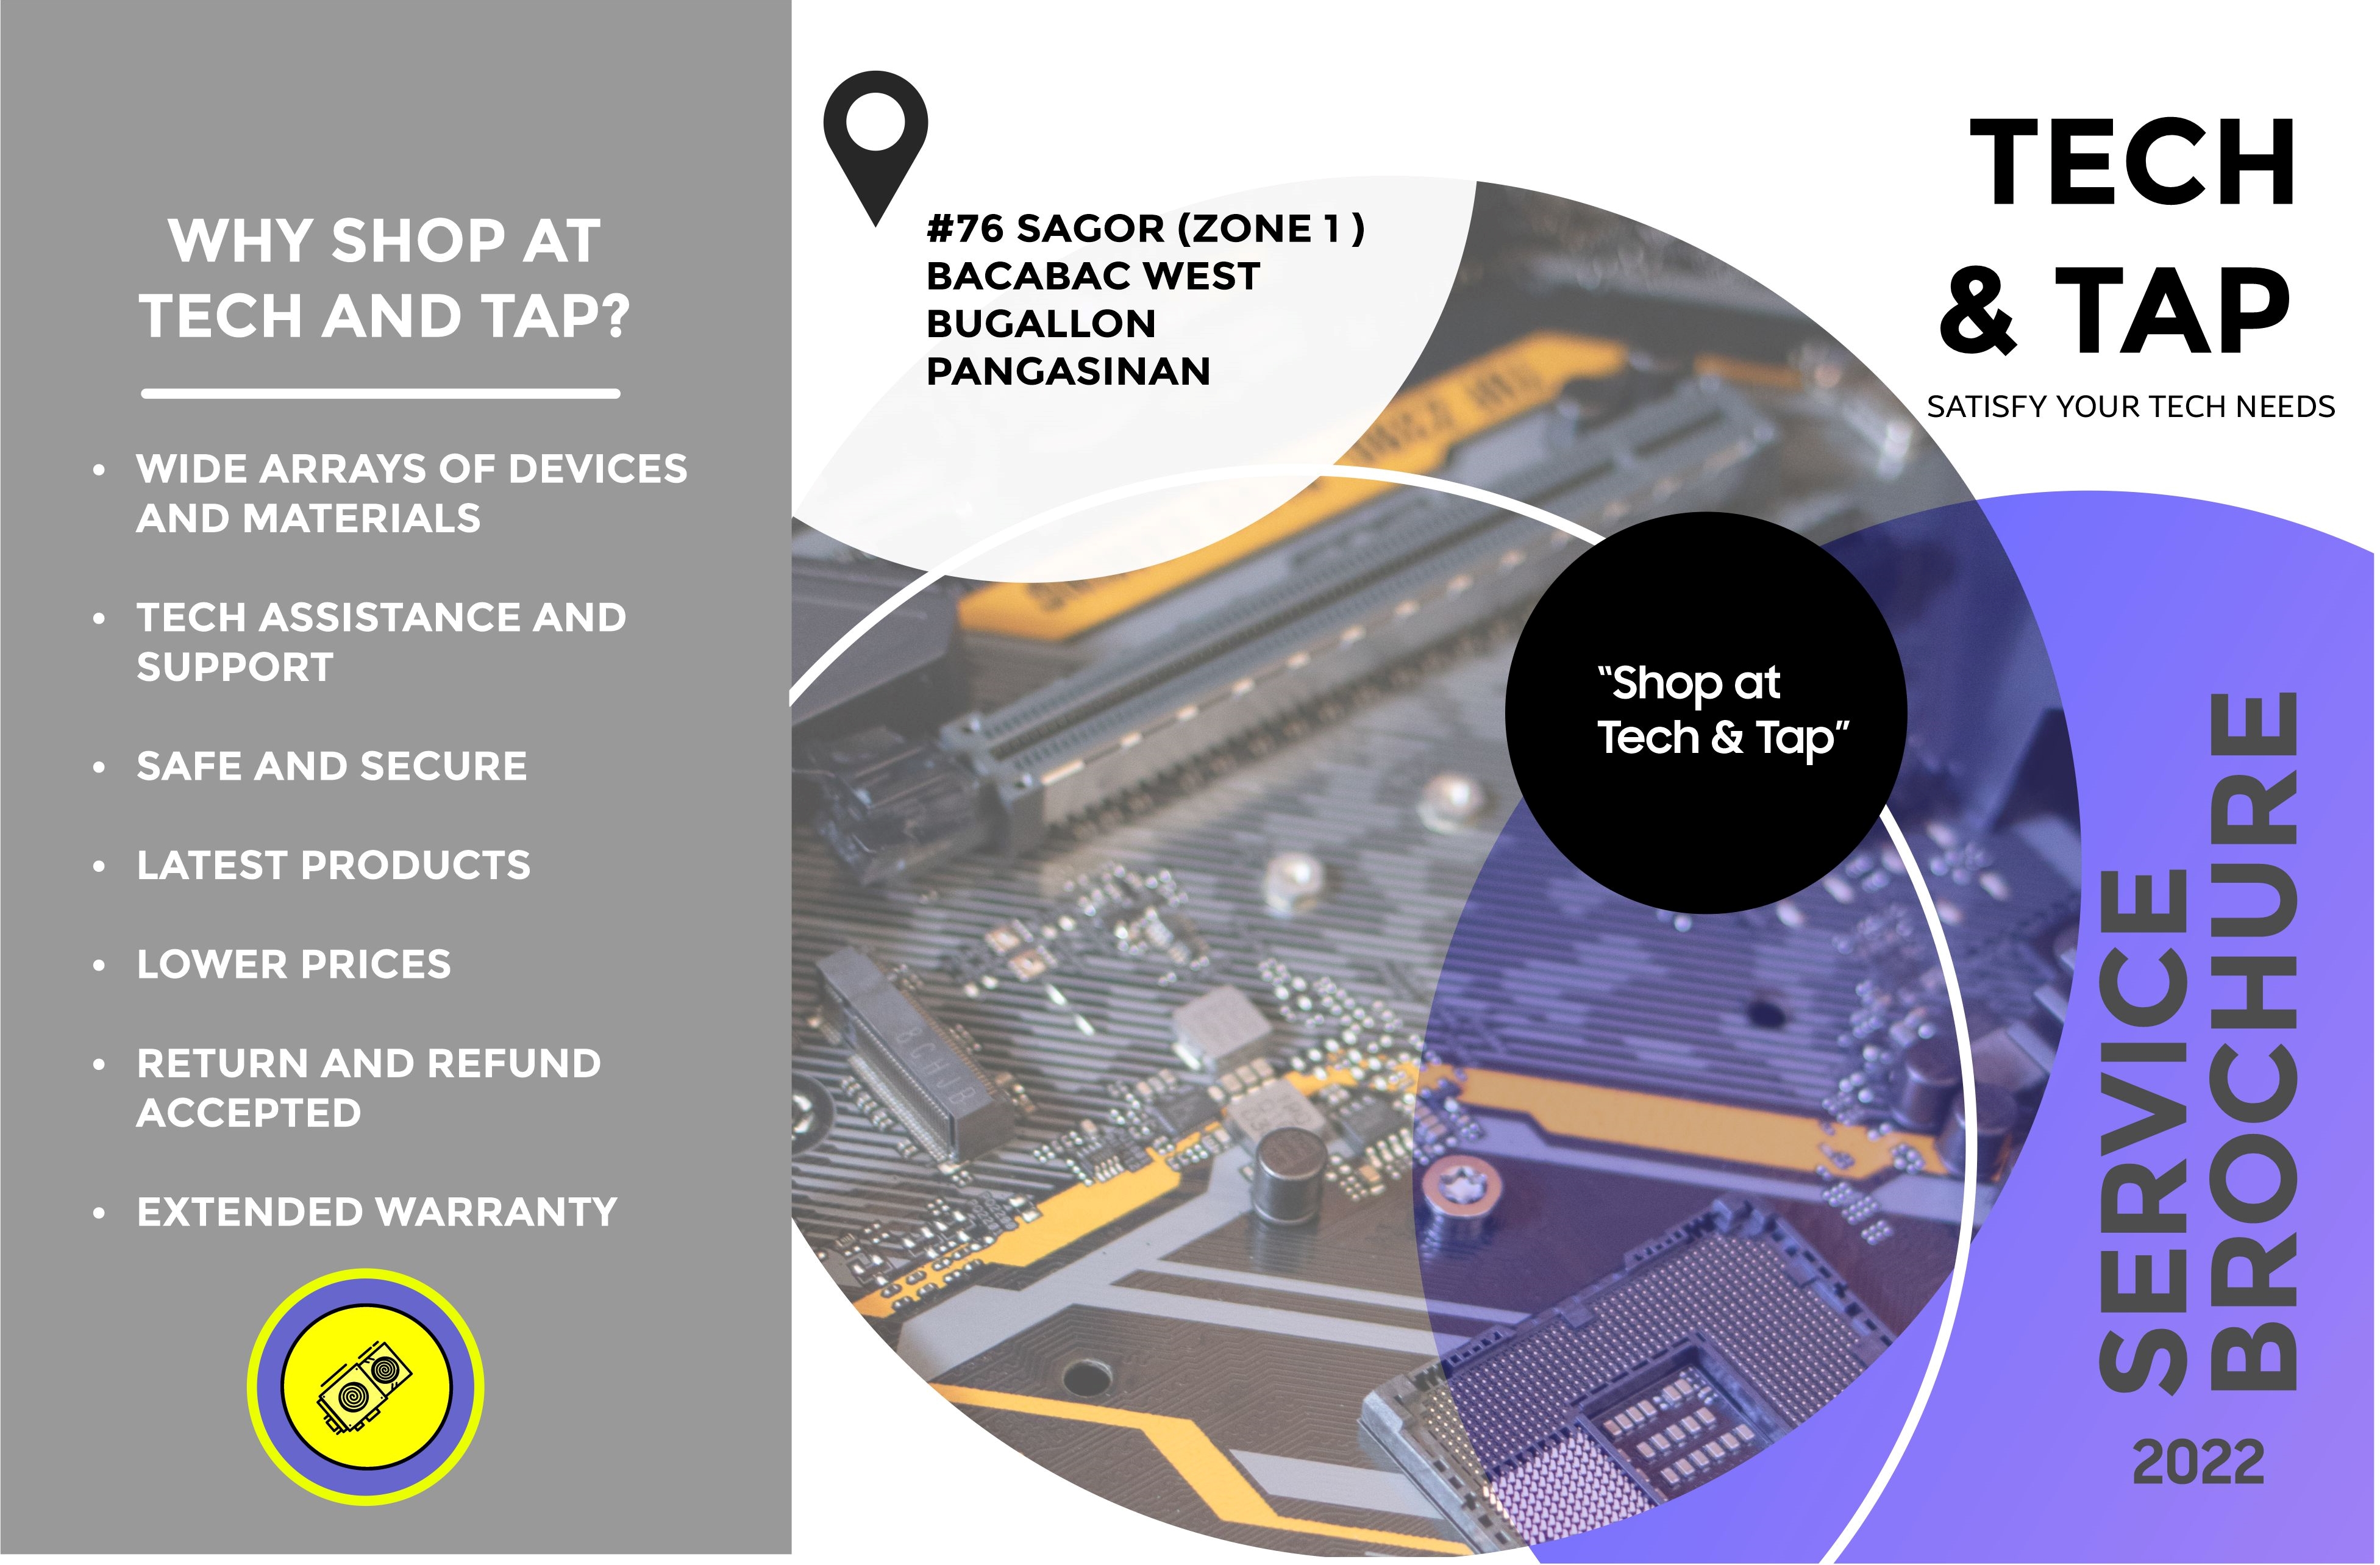 WHY SHOP AT
TECH AND TAP?
• WIDE ARRAYS OF DEVICES
AND MATERIALS
• TECH ASSISTANCE AND
SUPPORT
• SAFE AND SECURE
• LATEST PRODUCTS
• LOWER PRICES
• RETURN AND REFUND
ACCEPTED
• EXTENDED WARRANTY
#76 SAGOR (ZONE 1 )
BACABAC WEST
BUGALLON
PANGASINAN
TECH
& TAP
SATISFY YOUR TECH NEEDS
“Shop at
Tech & Tap”
SERVICE
BROCHURE
2022